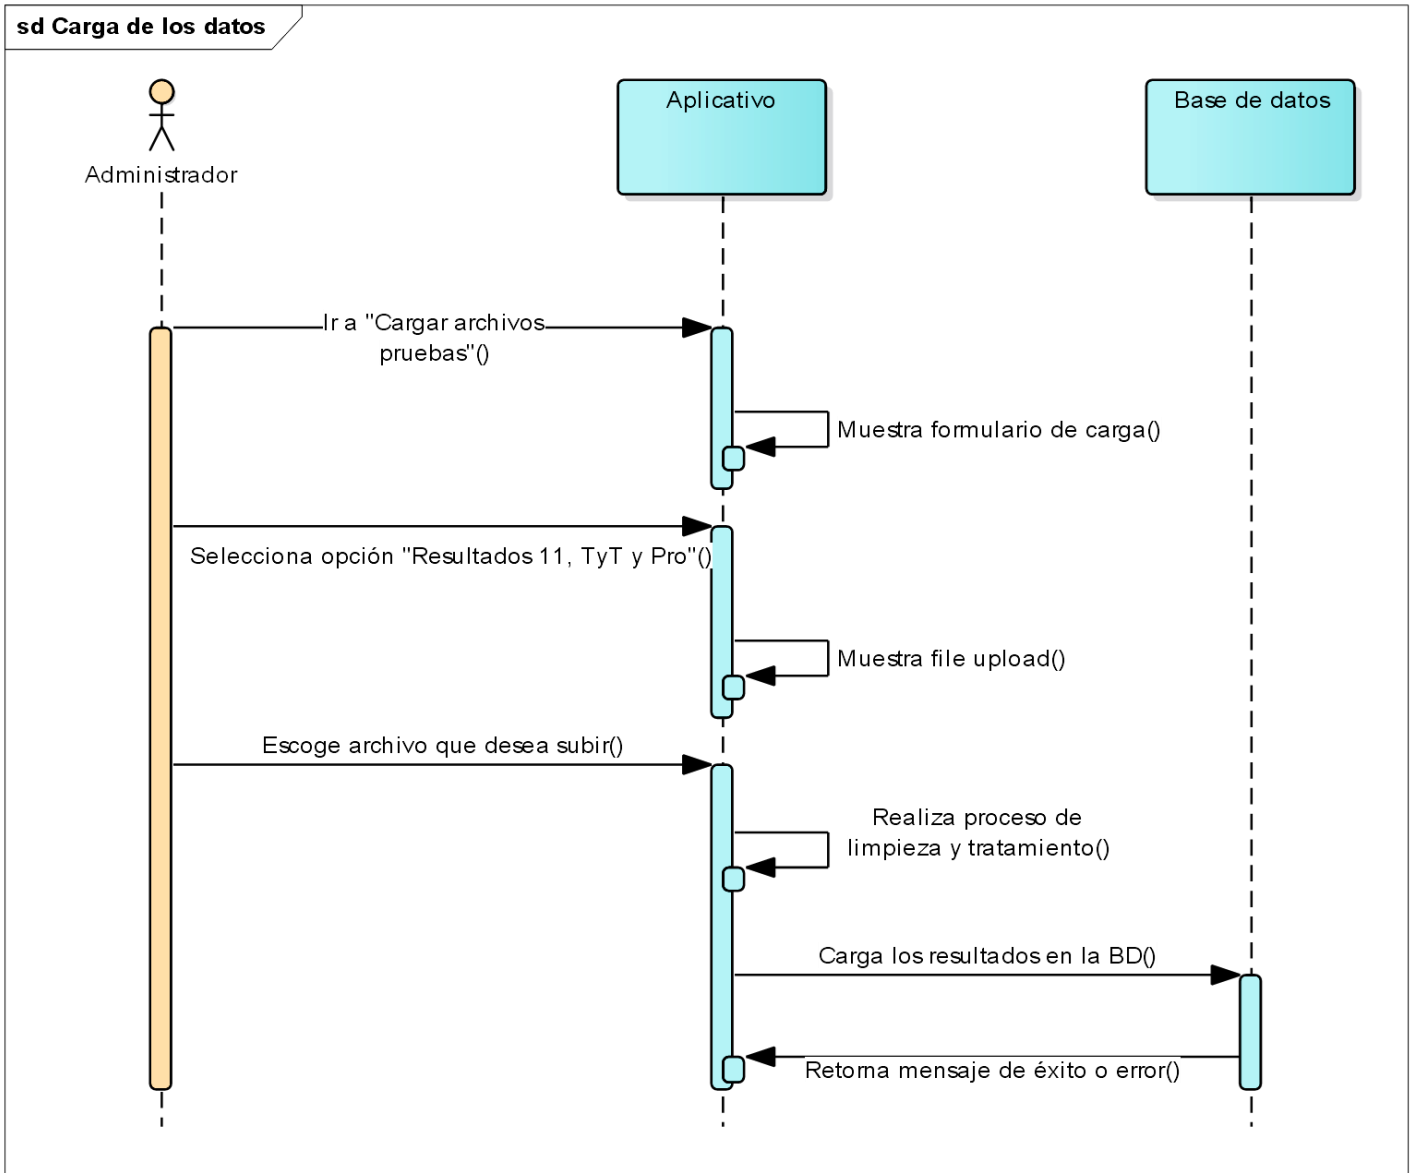 sd Carga de los datos
Administrador
Aplicativo
Base de datos
Ir a "Cargar archivos
pruebas"()
Muestra formulario de carga()
Selecciona opción "Resultados 11, TyT y Pro"()
Muestra file upload()
Escoge archivo que desea subir()
Realiza proceso de
limpieza y tratamiento()
Carga los resultados en la BD()
Retorna mensaje de éxito o error()